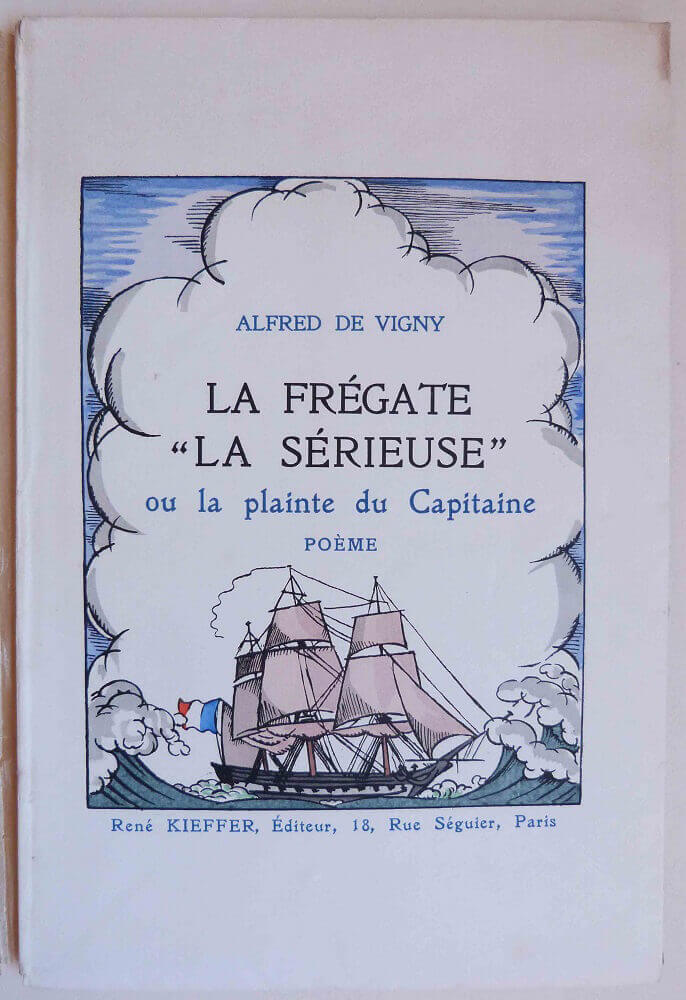 ALFRED DE VIGNY
LA FRÉGATE
“LA SÉRIEUSE”
ou la plainte du Capitaine
POÈME
René KIEFFER, Éditeur, 18, Rue Séguier, Paris